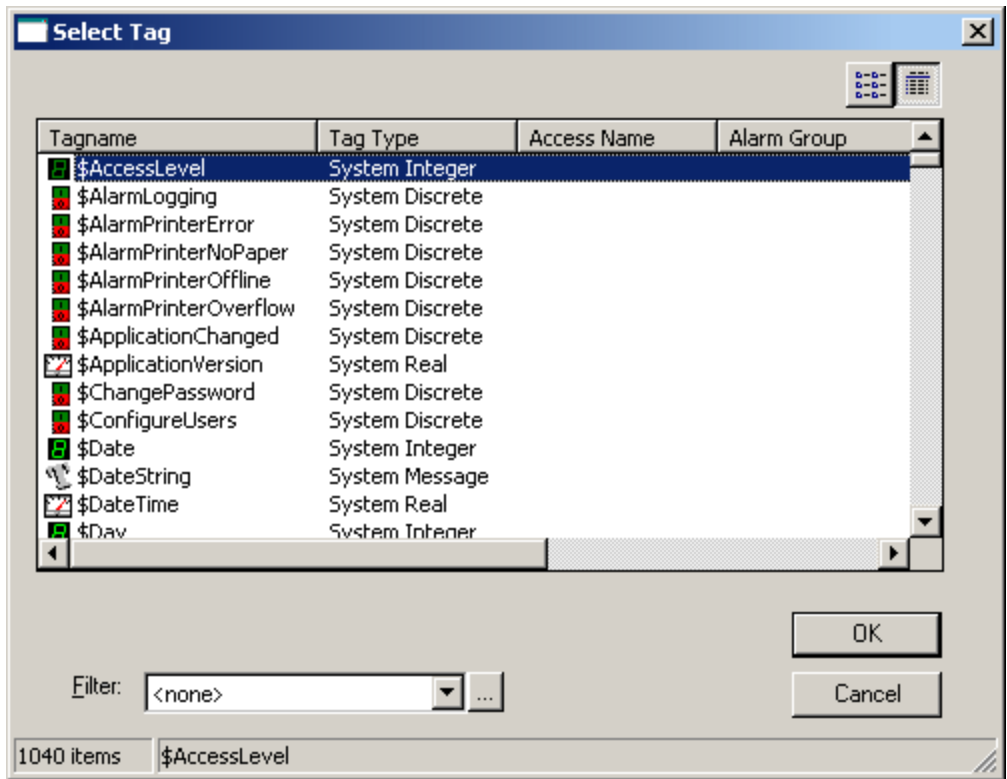 Select Tag
Tagname Tag Type Access Name Alarm Group
$AccessLevel System Integer
$AlarmLogging System Discrete
$AlarmPrinterError System Discrete
$AlarmPrinterNoPaper System Discrete
$AlarmPrinterOffline System Discrete
$AlarmPrinterOverflow System Discrete
$ApplicationChanged System Discrete
$ApplicationVersion System Real
$ChangePassword System Discrete
$ConfigureUsers System Discrete
$Date System Integer
$DateString System Message
$DateTime System Real
$Day System Integer
OK
Filter: <none> ...
Cancel
1040 items $AccessLevel